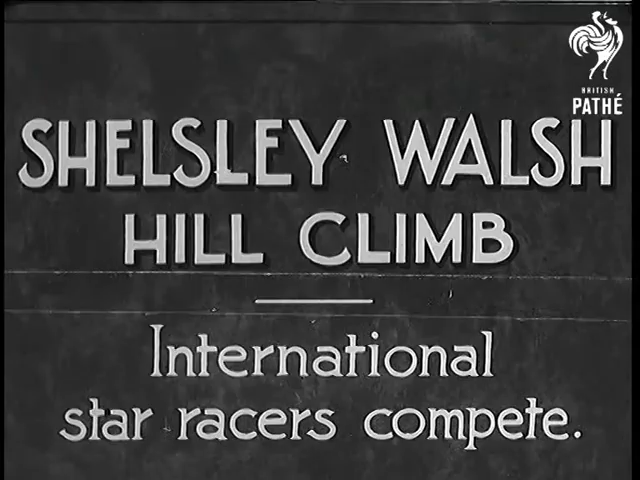 BRITISH
PATHÉ
SHELSLEY WALSH
HILL CLIMB
International
star racers compete.